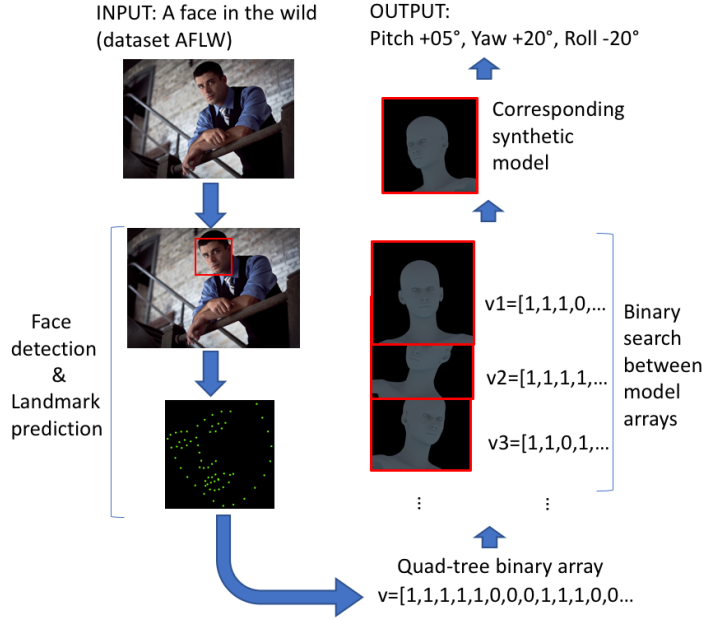 INPUT: A face in the wild
(dataset AFLW)
Face
detection
&
Landmark
prediction
Quad-tree binary array
v=[1,1,1,1,1,0,0,0,1,1,1,0,0...
v1=[1,1,1,0,...
v2=[1,1,1,1,...
v3=[1,1,0,1,...
...
...
Binary
search
between
model
arrays
Corresponding
synthetic
model
OUTPUT:
Pitch +05°, Yaw +20°, Roll -20°